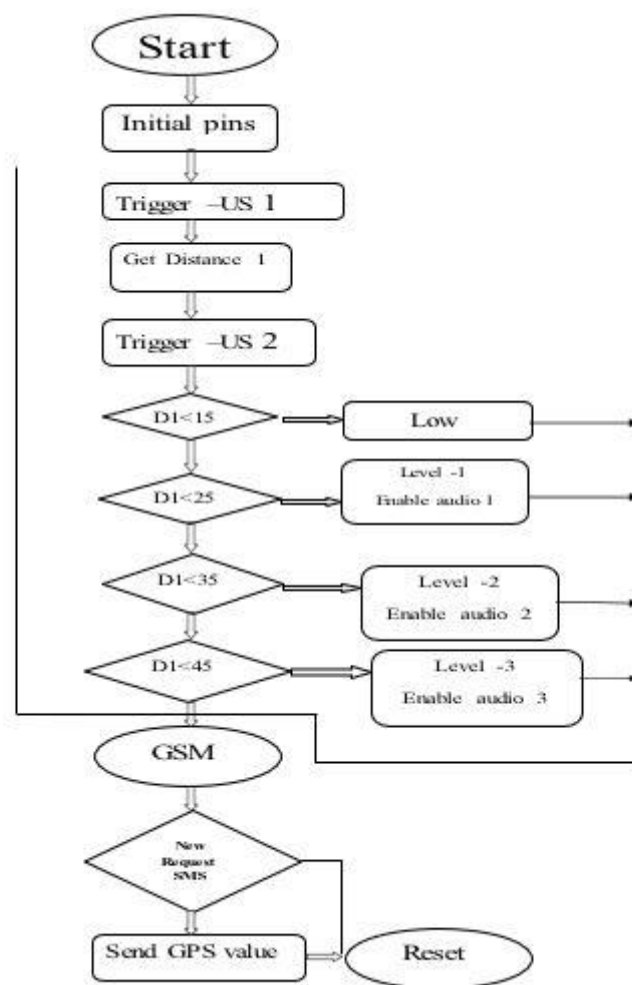 Start
Initial pins
Trigger –US 1
Get Distance 1
Trigger –US 2
D1<15
Low
D1<25
Level -1
Enable audio 1
D1<35
Level -2
Enable audio 2
D1<45
Level -3
Enable audio 3
GSM
New
Request
SMS
Send GPS value
Reset